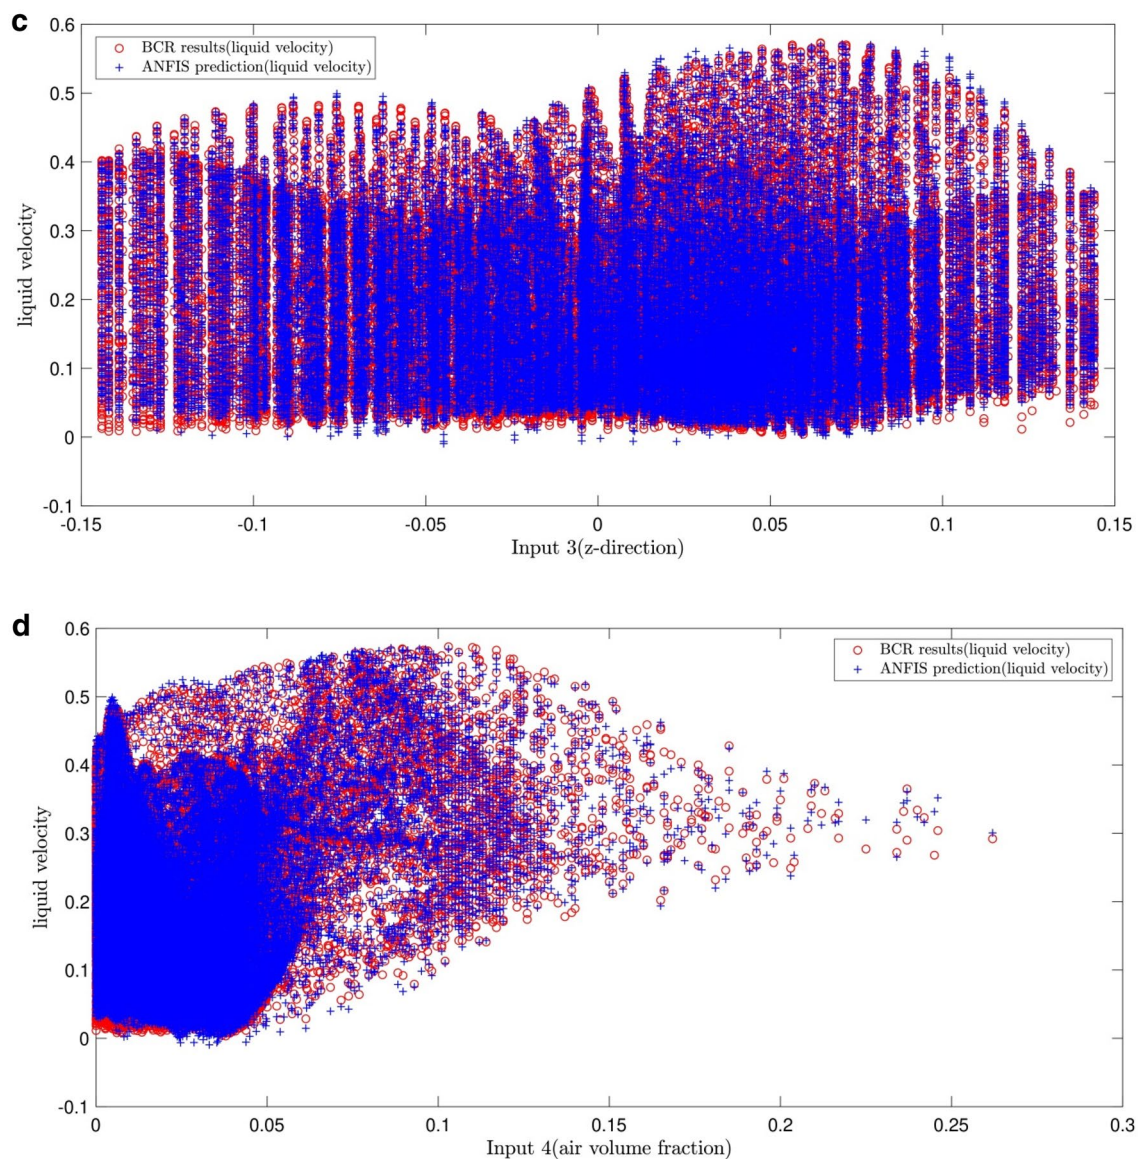 c
0.6
BCR results(liquid velocity)
ANFIS prediction(liquid velocity)
0.5
0.4
0.3
0.2
0.1
0
-0.1
liquid velocity
-0.15 -0.1 -0.05 0 0.05 0.1 0.15
Input 3(z-direction)
d
0.6
BCR results(liquid velocity)
ANFIS prediction(liquid velocity)
0.5
0.4
0.3
0.2
0.1
0
-0.1
liquid velocity
0 0.05 0.1 0.15 0.2 0.25 0.3
Input 4(air volume fraction)